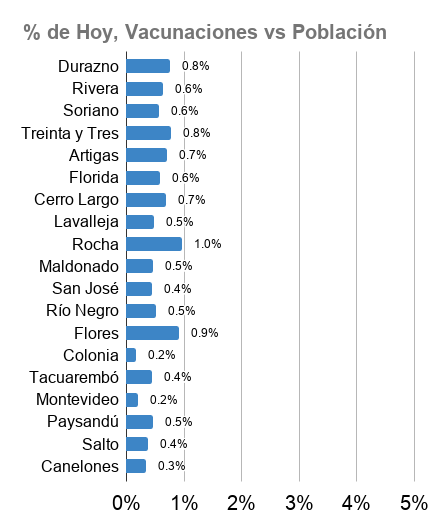 % de Hoy, Vacunaciones vs Población
Durazno 0.8%
Rivera 0.6%
Soriano 0.6%
Treinta y Tres 0.8%
Artigas 0.7%
Florida 0.6%
Cerro Largo 0.7%
Lavalleja 0.5%
Rocha 1.0%
Maldonado 0.5%
San José 0.4%
Río Negro 0.5%
Flores 0.9%
Colonia 0.2%
Tacuarembó 0.4%
Montevideo 0.2%
Paysandú 0.5%
Salto 0.4%
Canelones 0.3%
0% 1% 2% 3% 4% 5%